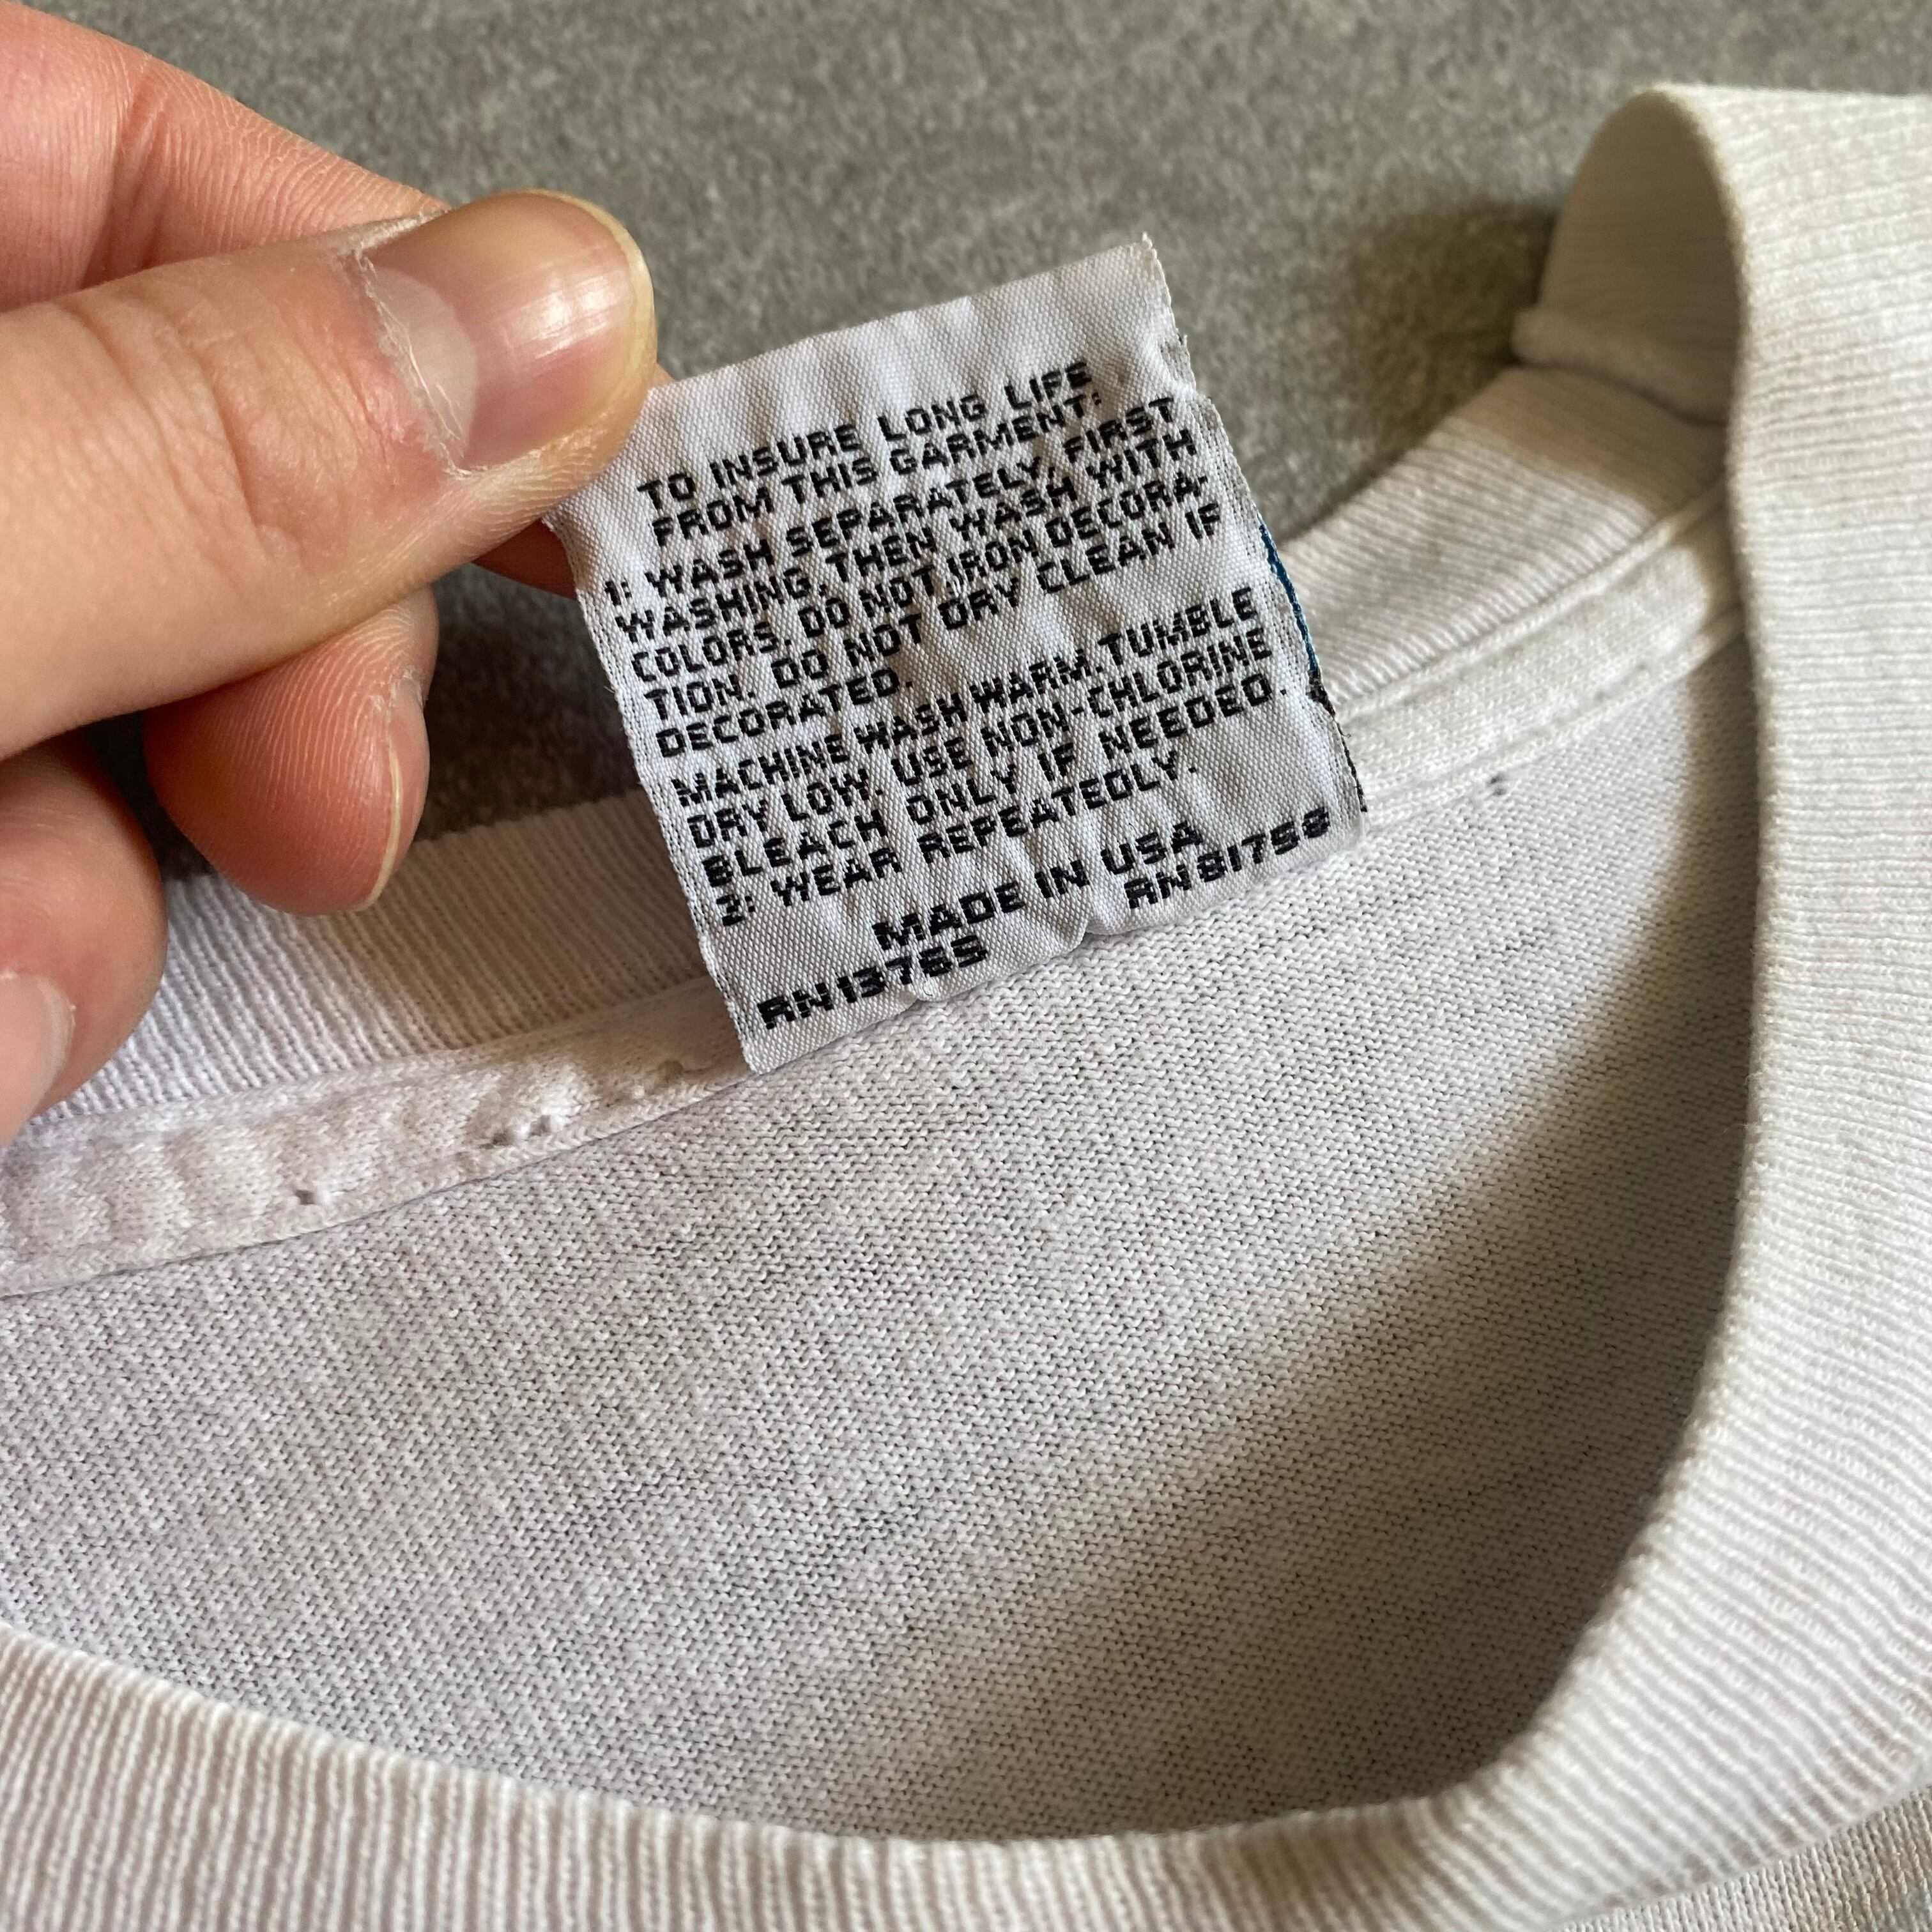 TO INSURE LONG LIFE
FROM THIS GARMENT:
1: WASH SEPARATELY, FIRST
WASHING, THEN WASH WITH
COLORS. DO NOT IRON DECORA-
TION. DO NOT DRY CLEAN IF
DECORATED.
MACHINE WASH WARM. TUMBLE
DRY LOW. USE NON-CHLORINE
BLEACH ONLY IF NEEDED.
2: WEAR REPEATEDLY.
MADE IN USA
RN13765 RN81758